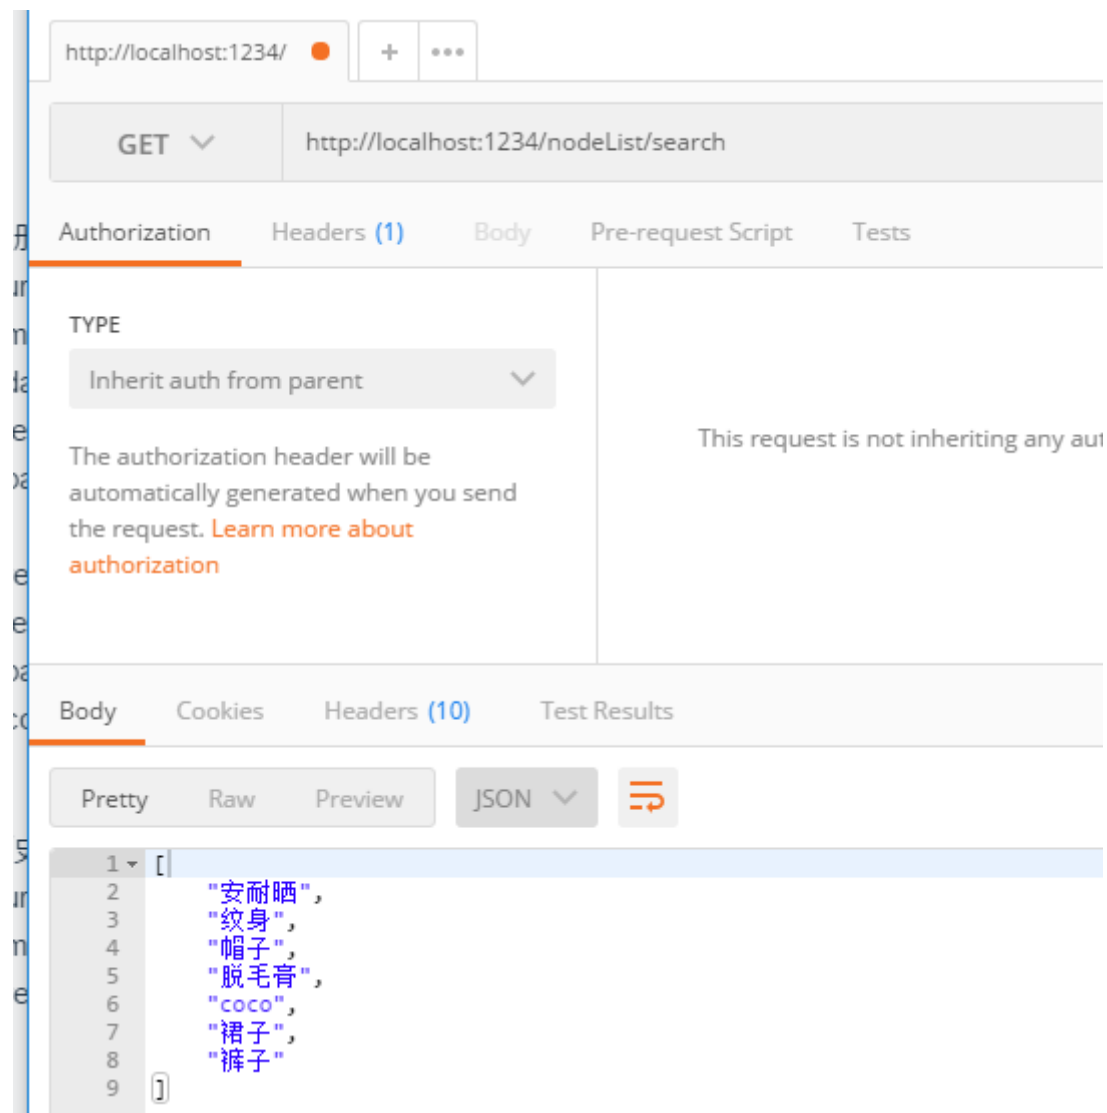 http://localhost:1234/
+ •••
GET http://localhost:1234/nodeList/search
Authorization Headers (1) Body Pre-request Script Tests
TYPE
Inherit auth from parent
The authorization header will be
automatically generated when you send
the request. Learn more about
authorization
This request is not inheriting any aut
Body Cookies Headers (10) Test Results
Pretty Raw Preview JSON
1 [
2 "安耐晒",
3 "纹身",
4 "帽子",
5 "脱毛膏",
6 "coco",
7 "裙子",
8 "裤子"
9 ]